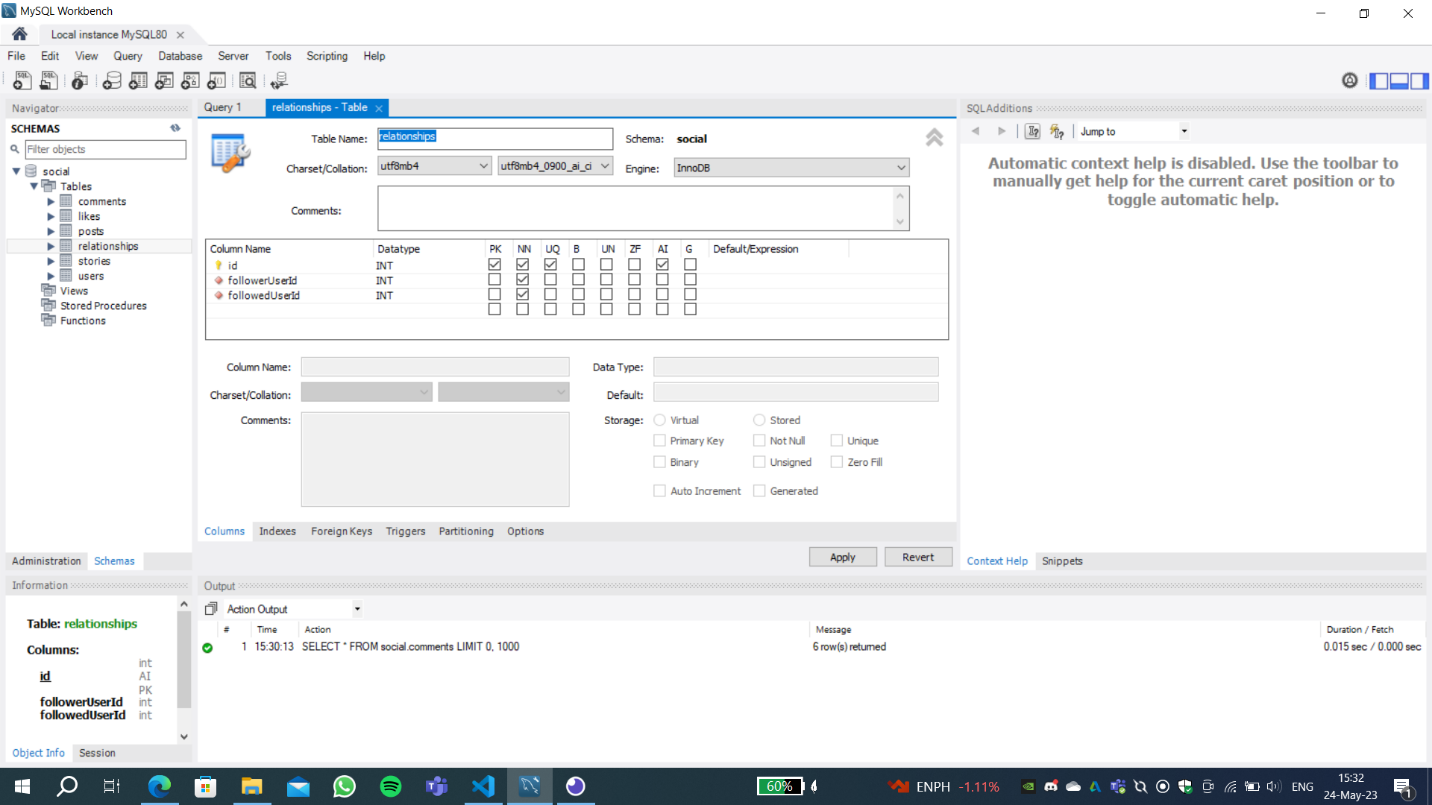 MySQL Workbench
Local instance MySQL80
File Edit View Query Database Server Tools Scripting Help
Navigator
SCHEMAS
Filter objects
social
Tables
comments
likes
posts
relationships
stories
users
Views
Stored Procedures
Functions
Administration Schemas
Query 1 relationships - Table
Table Name: relationships Schema: social
Charset/Collation: utf8mb4 utf8mb4_0900_ai_ci Engine: InnoDB
Comments:
Column Name Datatype PK NN UQ B UN ZF AI G Default/Expression
id INT
followerUserId INT
followedUserId INT
Column Name: Data Type:
Charset/Collation: Default:
Comments: Storage: Virtual Stored
Primary Key Not Null Unique
Binary Unsigned Zero Fill
Auto Increment Generated
Columns Indexes Foreign Keys Triggers Partitioning Options
Apply Revert
SQLAdditions
Jump to
Automatic context help is disabled. Use the toolbar to
manually get help for the current caret position or to
toggle automatic help.
Context Help Snippets
Information
Table: relationships
Columns:
int
id AI
PK
followerUserId int
followedUserId int
Object Info Session
Output
Action Output
# Time Action Message Duration / Fetch
1 15:30:13 SELECT * FROM social.comments LIMIT 0, 1000 6 row(s) returned 0.015 sec / 0.000 sec
60% ENPH -1.11% ENG 15:32
24-May-23
1